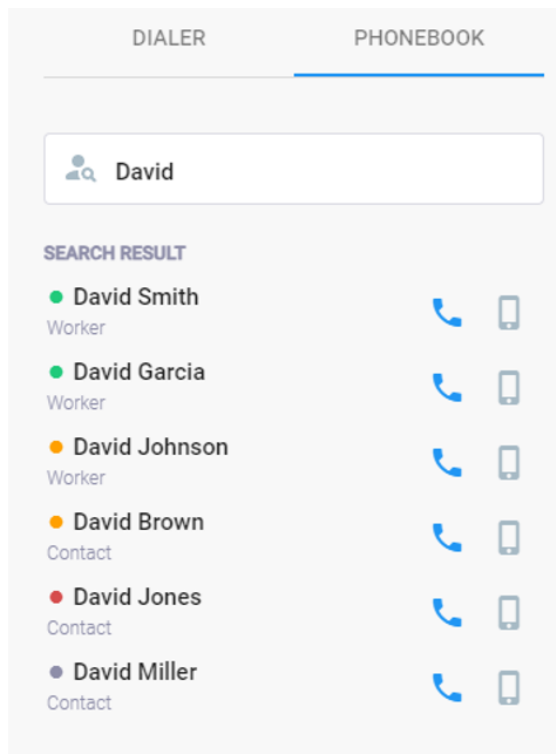 DIALER PHONEBOOK
David
SEARCH RESULT
David Smith
Worker
David Garcia
Worker
David Johnson
Worker
David Brown
Contact
David Jones
Contact
David Miller
Contact